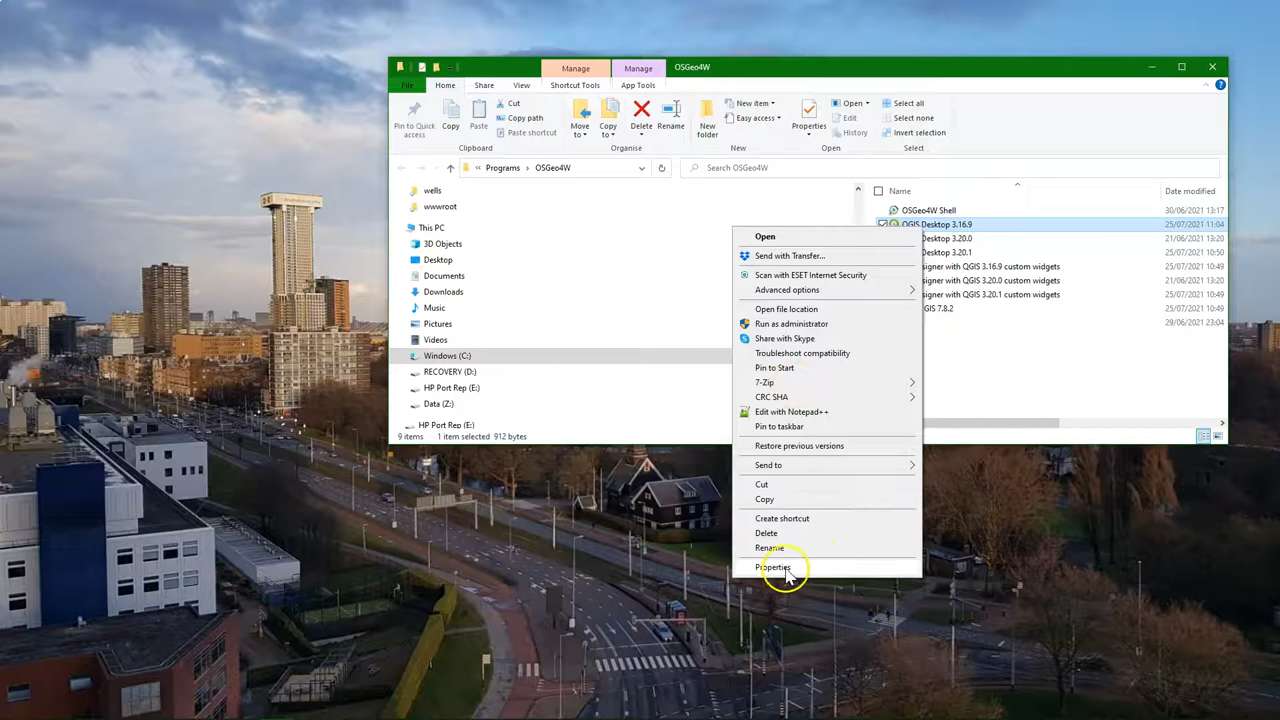 Manage
Manage
OSGeo4W
File
Home
Share
View
Shortcut Tools
App Tools
Pin to Quick access
Copy
Paste
Cut
Copy path
Paste shortcut
Clipboard
Move to
Copy to
Delete
Rename
Organise
New folder
New item
Easy access
New
Properties
Open
Edit
History
Open
Select all
Select none
Invert selection
Select
« Programs > OSGeo4W
Search OSGeo4W
wells
wwwroot
This PC
3D Objects
Desktop
Documents
Downloads
Music
Pictures
Videos
Windows (C:)
RECOVERY (D:)
HP Port Rep (E:)
Data (Z:)
HP Port Rep (E:)
9 items
1 item selected 912 bytes
Name
Date modified
OSGeo4W Shell
30/06/2021 13:17
QGIS Desktop 3.16.9
25/07/2021 11:04
Desktop 3.20.0
21/06/2021 13:20
Desktop 3.20.1
25/07/2021 10:50
signer with QGIS 3.16.9 custom widgets
25/07/2021 10:49
signer with QGIS 3.20.0 custom widgets
21/06/2021 13:20
signer with QGIS 3.20.1 custom widgets
25/07/2021 10:49
GIS 7.8.2
25/07/2021 10:49
29/06/2021 23:04
Open
Send with Transfer...
Scan with ESET Internet Security
Advanced options
Open file location
Run as administrator
Share with Skype
Troubleshoot compatibility
Pin to Start
7-Zip
CRC SHA
Edit with Notepad++
Pin to taskbar
Restore previous versions
Send to
Cut
Copy
Create shortcut
Delete
Rename
Properties